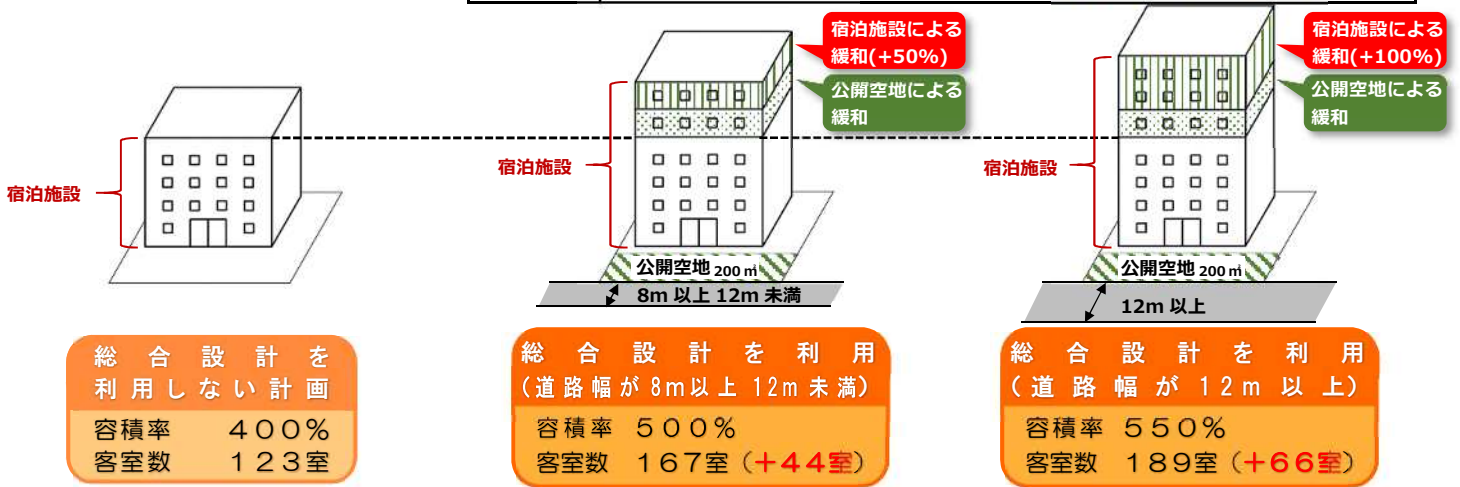 宿泊施設
総合設計を
利用しない計画
容積率 400%
客室数 123室
宿泊施設による
緩和(+50%)
公開空地による
緩和
宿泊施設
公開空地 200㎡
8m 以上 12m 未満
総合設計を利用
(道路幅が8m以上12m未満)
容積率 500%
客室数 167室(+44室)
宿泊施設による
緩和(+100%)
公開空地による
緩和
宿泊施設
公開空地 200㎡
12m 以上
総合設計を利用
(道路幅が12m以上)
容積率 550%
客室数 189室(+66室)